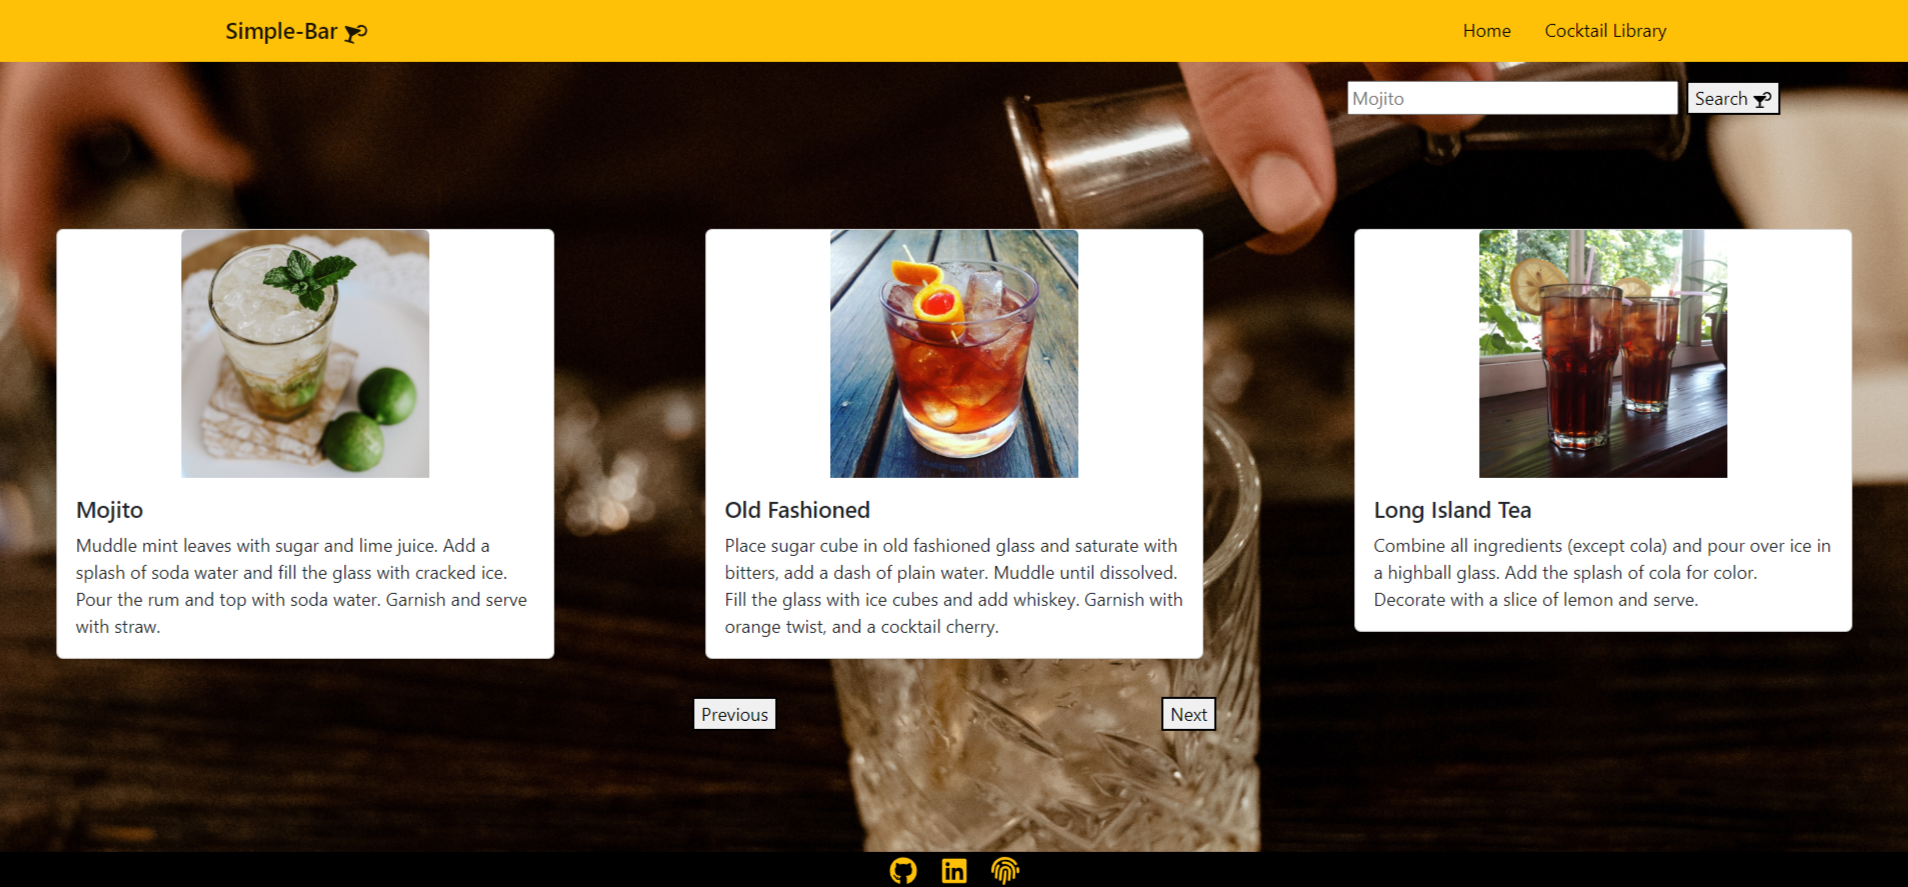 Simple-Bar
Home
Cocktail Library
Mojito
Search
Mojito
Muddle mint leaves with sugar and lime juice. Add a
splash of soda water and fill the glass with cracked ice.
Pour the rum and top with soda water. Garnish and serve
with straw.
Old Fashioned
Place sugar cube in old fashioned glass and saturate with
bitters, add a dash of plain water. Muddle until dissolved.
Fill the glass with ice cubes and add whiskey. Garnish with
orange twist, and a cocktail cherry.
Long Island Tea
Combine all ingredients (except cola) and pour over ice in
a highball glass. Add the splash of cola for color.
Decorate with a slice of lemon and serve.
Previous
Next
in